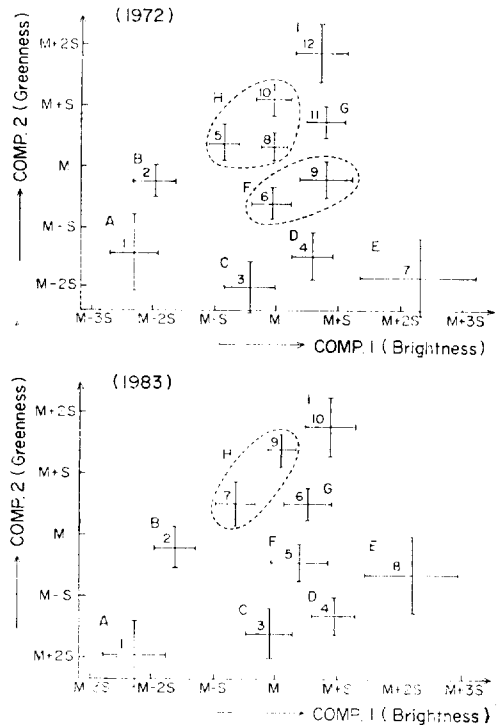 (1972)
COMP. 2 (Greenness)
M+2S
M+S
M
M-S
M-2S
I
12
H
10
G
11
5
8
B
2
9
F
6
A
1
D
4
E
7
C
3
M-3S M-2S M-S M M+S M+2S M+3S
COMP. 1 (Brightness)
(1983)
COMP. 2 (Greenness)
M+2S
M+S
M
M-S
M+2S
I
10
H
9
7
G
6
B
2
F
5
E
8
A
1
C
3
D
4
M-3S M-2S M-S M M+S M+2S M+3S
COMP. 1 (Brightness)